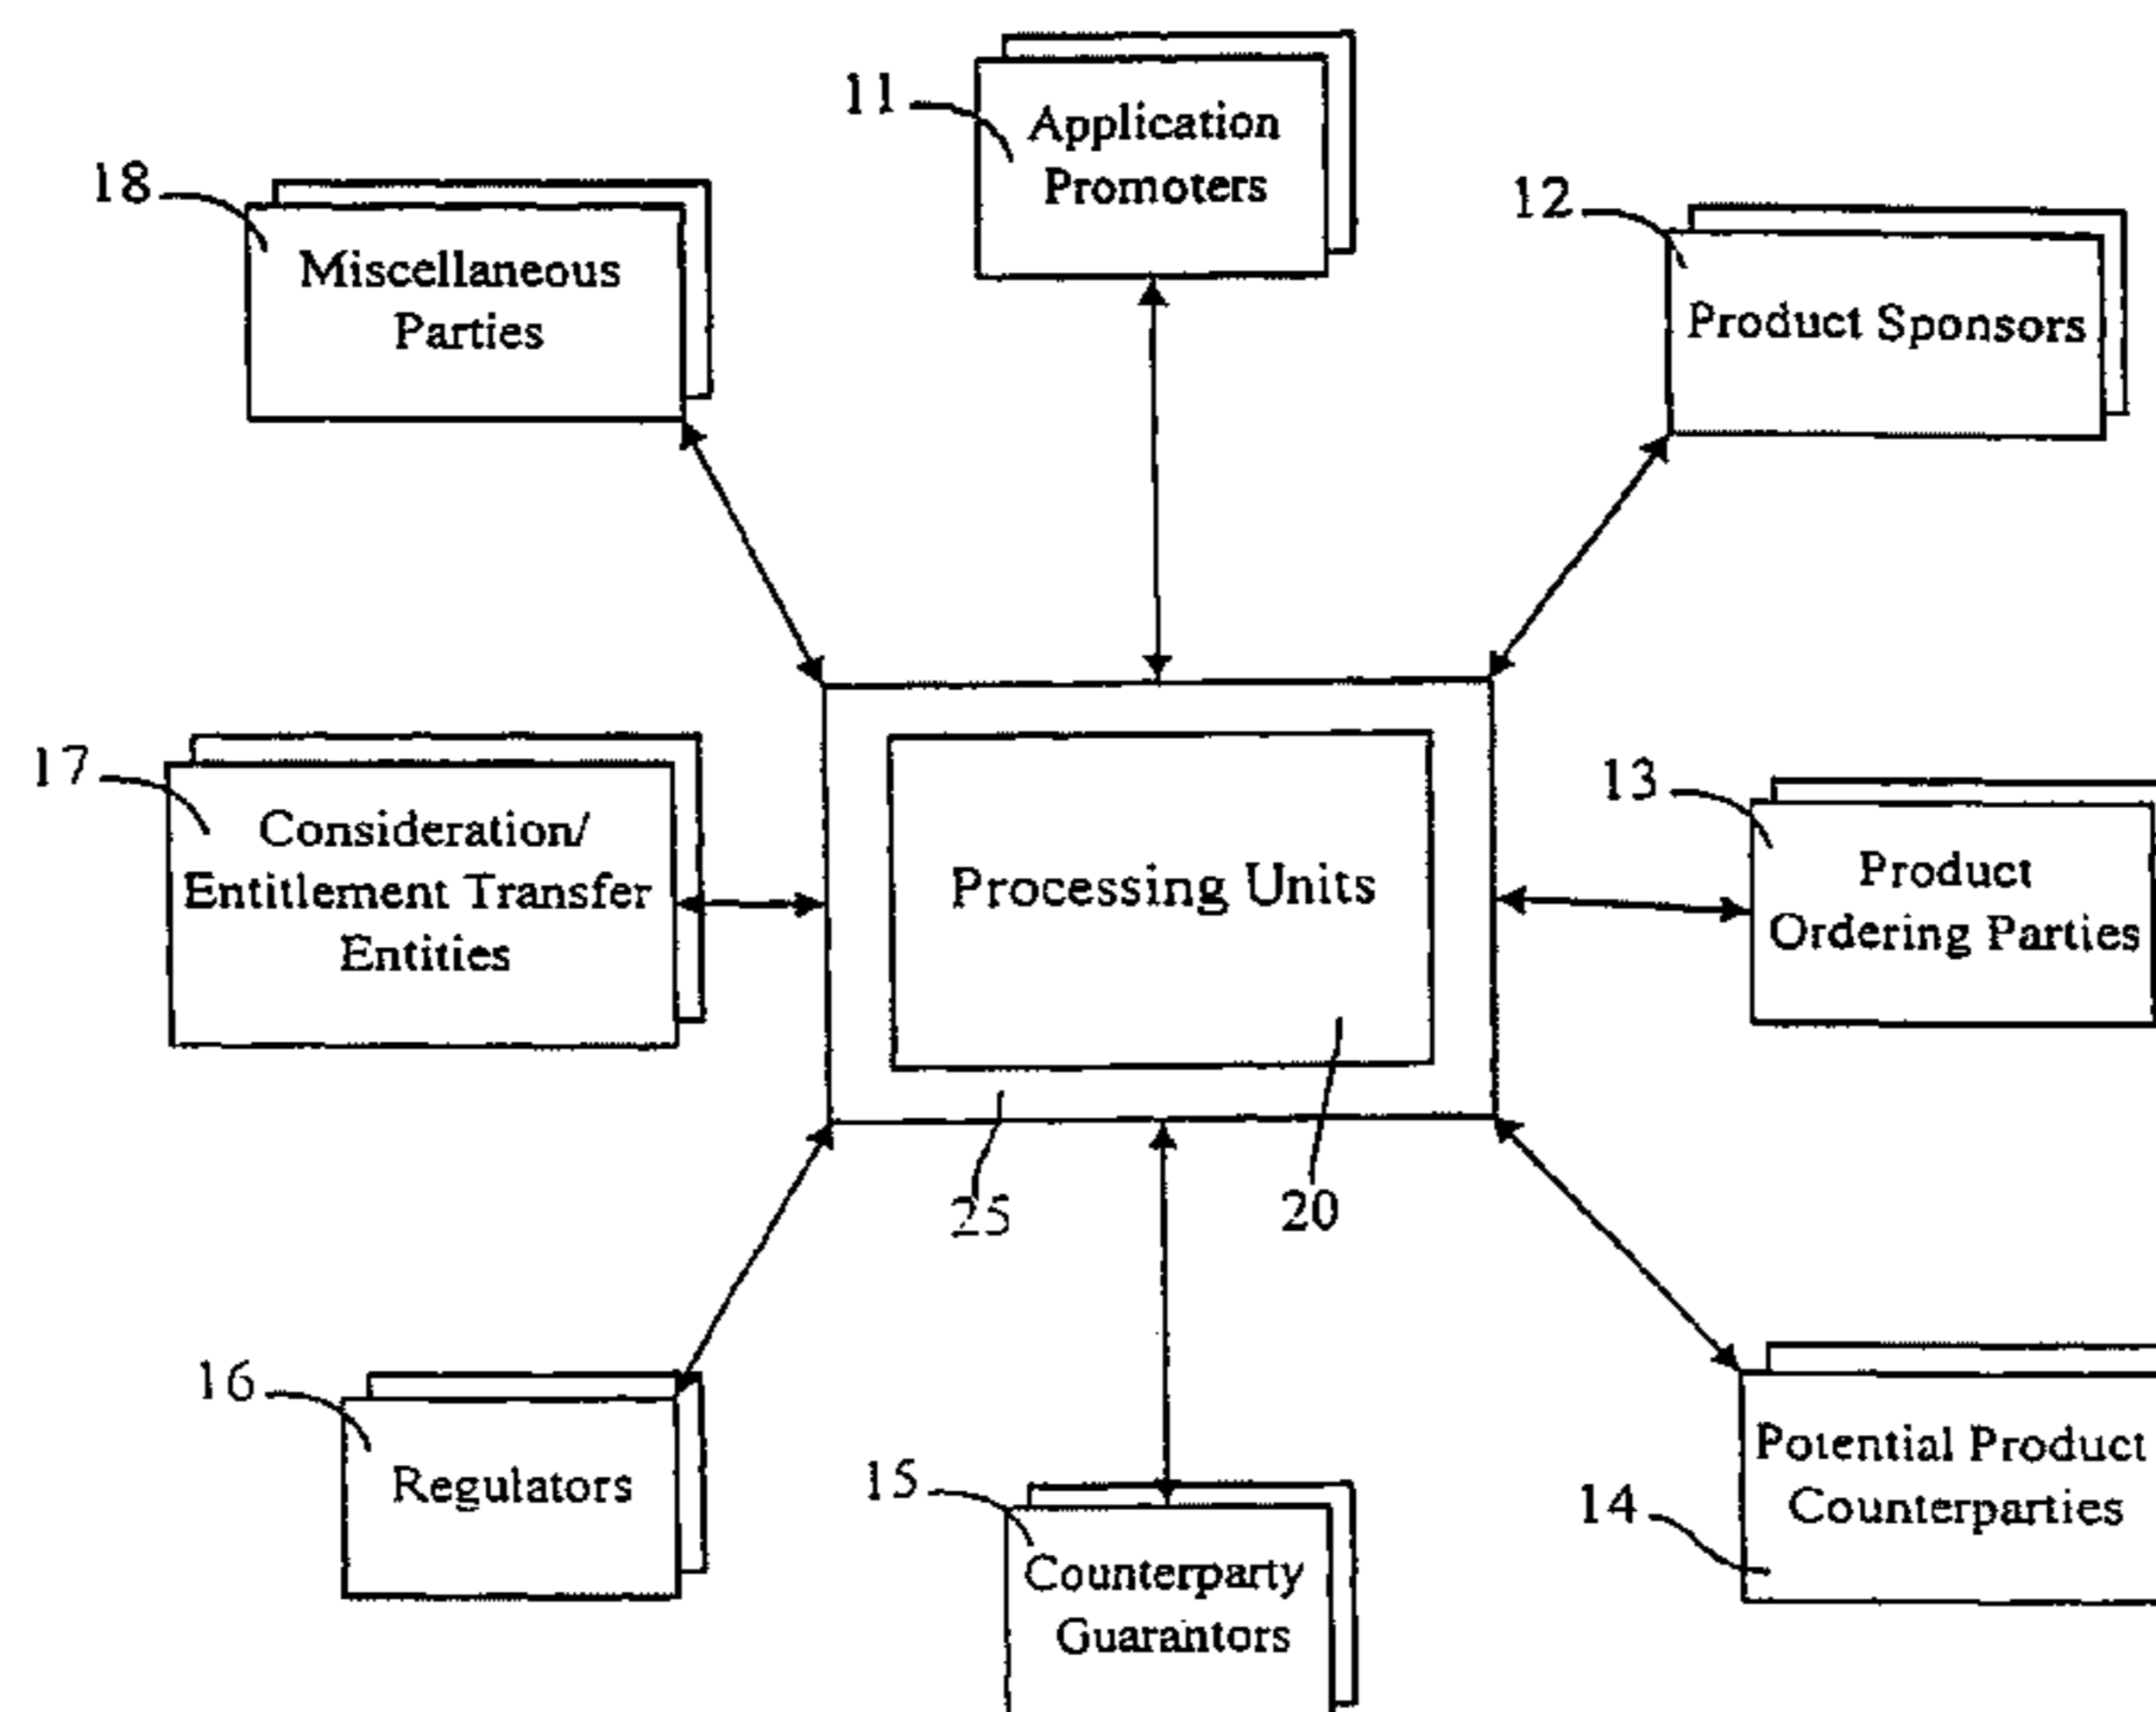 11
Application
Promoters
18
Miscellaneous
Parties
12
Product Sponsors
17
Consideration/
Entitlement Transfer
Entities
Processing Units
13
Product
Ordering Parties
25
20
16
Regulators
15
Counterparty
Guarantors
14
Potential Product
Counterparties